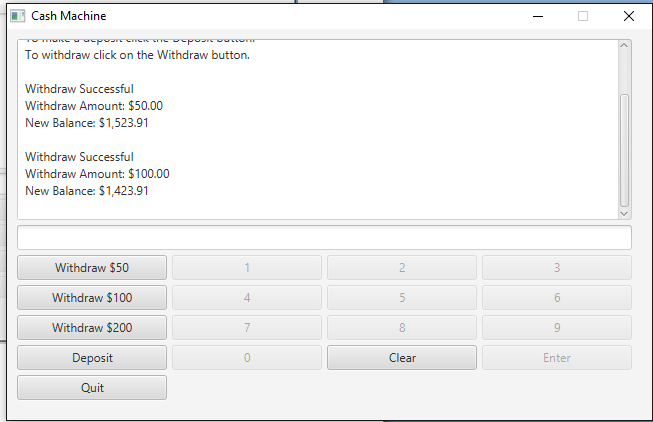 Cash Machine
To make a deposit click the Deposit button.
To withdraw click on the Withdraw button.
Withdraw Successful
Withdraw Amount: $50.00
New Balance: $1,523.91
Withdraw Successful
Withdraw Amount: $100.00
New Balance: $1,423.91
Withdraw $50 1 2 3
Withdraw $100 4 5 6
Withdraw $200 7 8 9
Deposit 0 Clear Enter
Quit